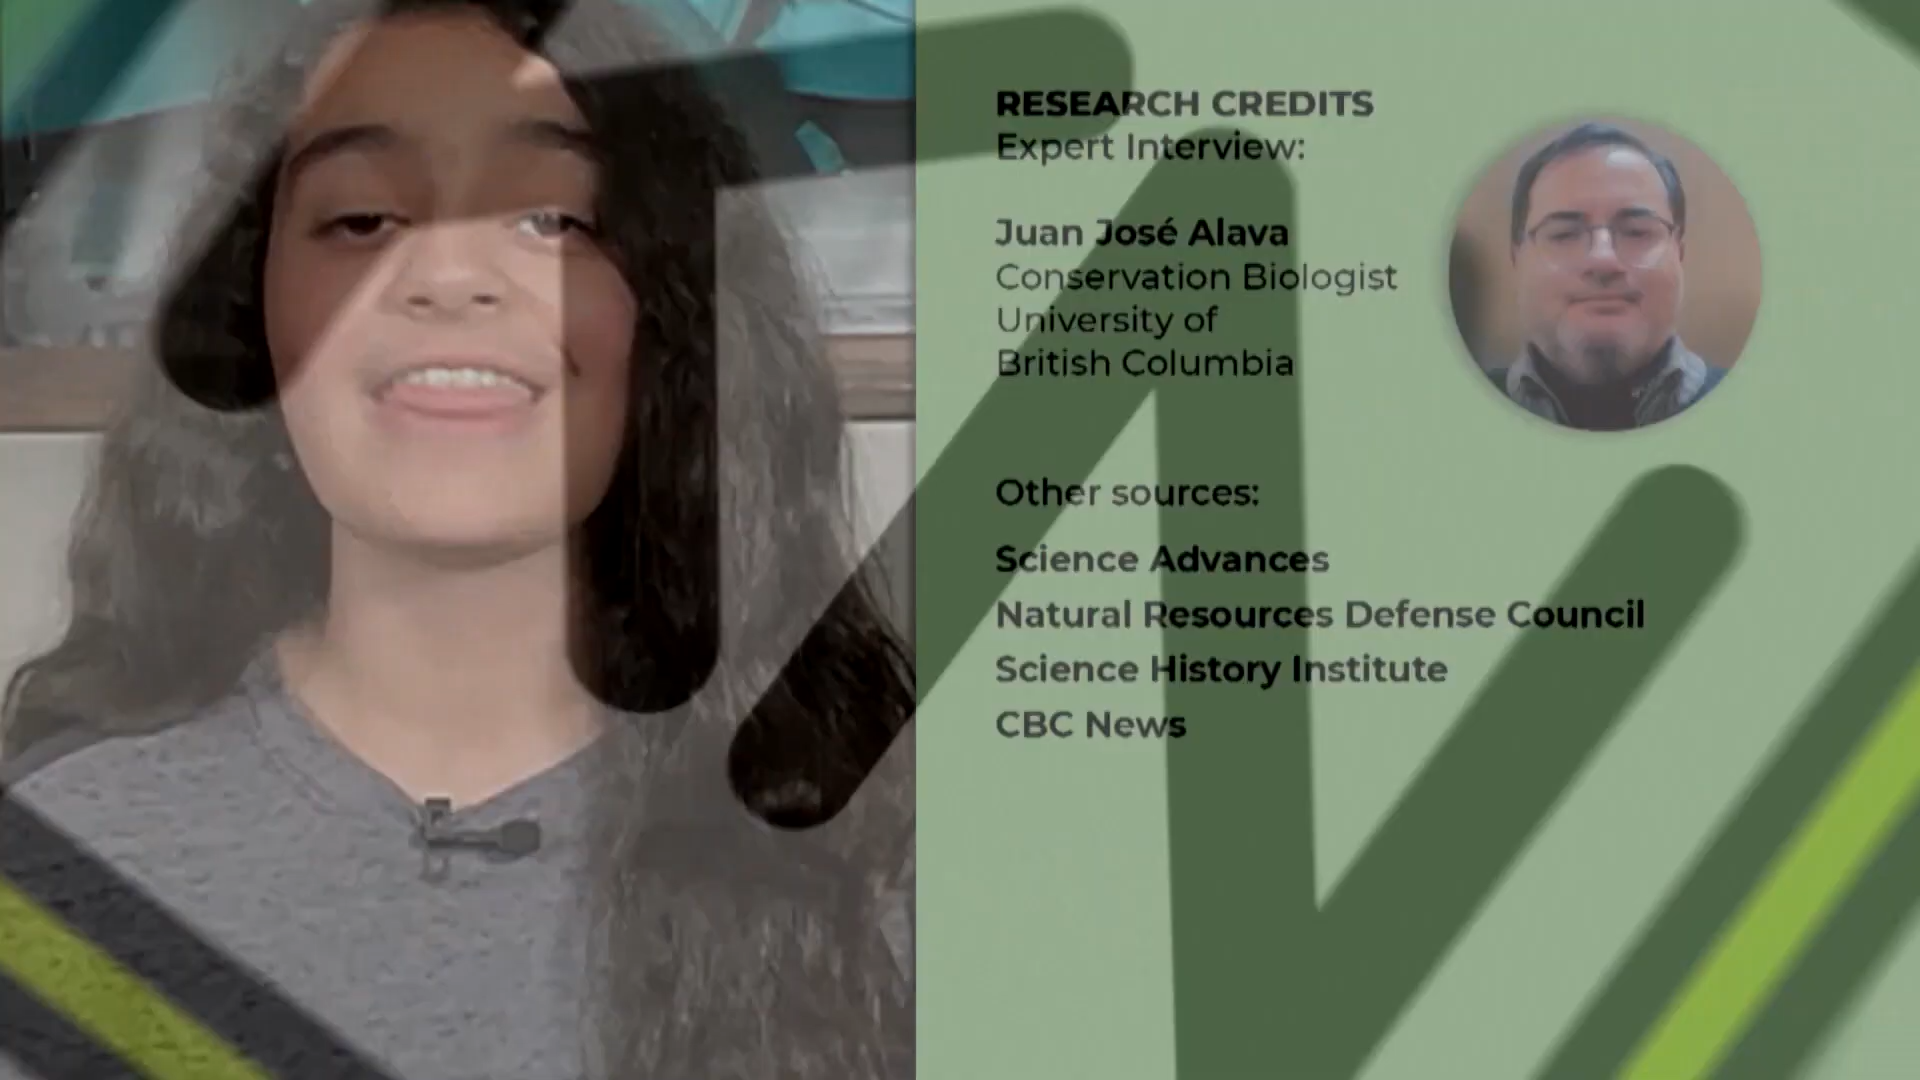 RESEARCH CREDITS
Expert Interview:
Juan José Alava
Conservation Biologist
University of
British Columbia
Other sources:
Science Advances
Natural Resources Defense Council
Science History Institute
CBC News